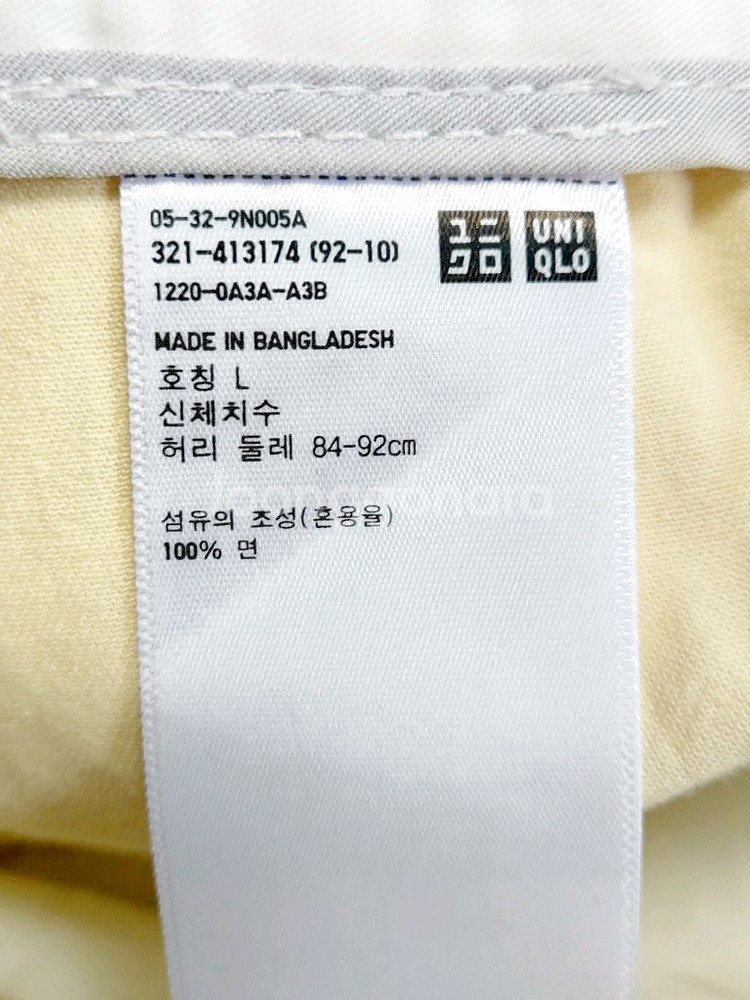 05-32-9N005A
321-413174 (92-10)
1220-0A3A-A3B
ユニ
クロ
UNI
QLO
MADE IN BANGLADESH
호칭 L
신체치수
허리 둘레 84-92cm
섬유의 조성(혼용율)
100% 면